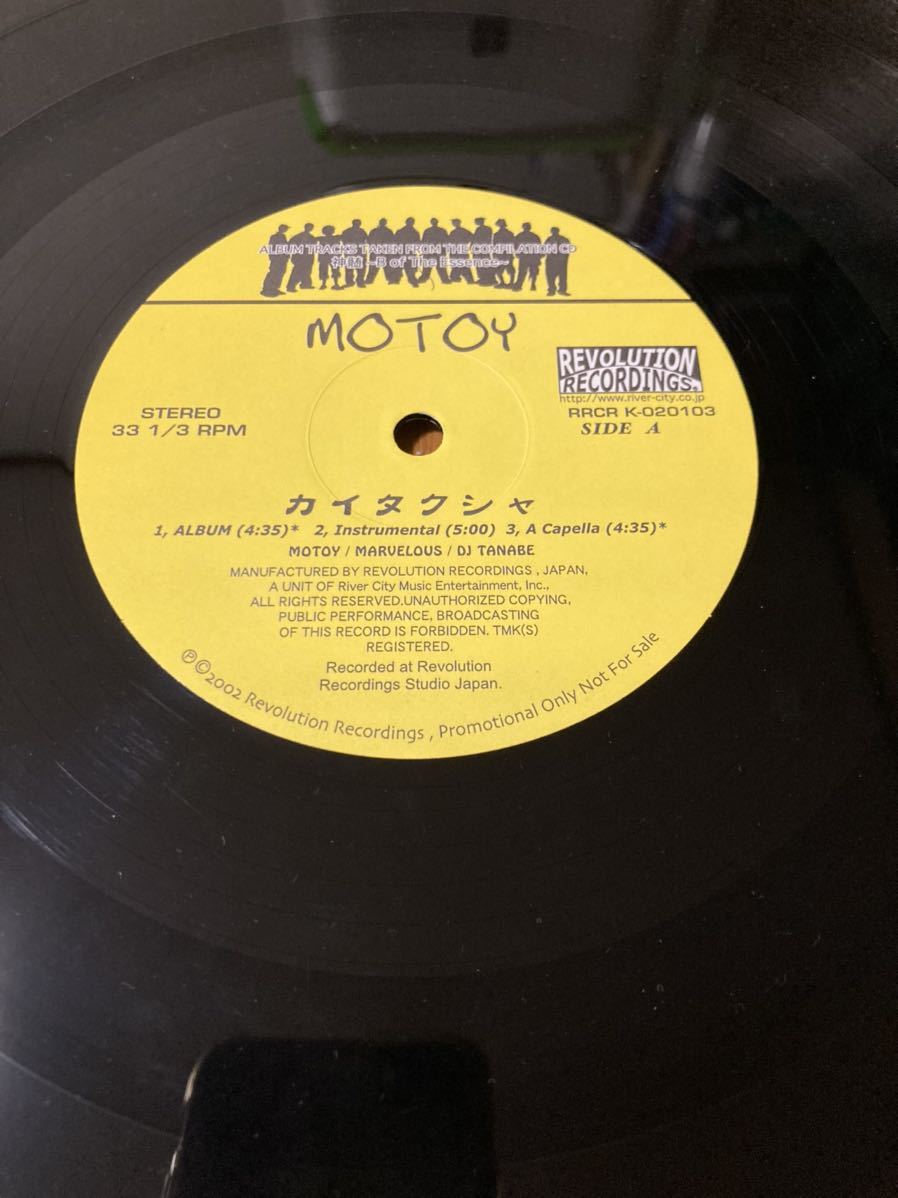 ALBUM TRACKS TAKEN FROM THE COMPILATION CD
神髄 ~B of The Essence~
MOTOY
REVOLUTION
RECORDINGS.
http://www.river-city.co.jp
STEREO
33 1/3 RPM
RRCR K-020103
SIDE A
カイタクシャ
1, ALBUM (4:35)* 2, Instrumental (5:00) 3, A Capella (4:35)*
MOTOY / MARVELOUS / DJ TANABE
MANUFACTURED BY REVOLUTION RECORDINGS , JAPAN,
A UNIT OF River City Music Entertainment, Inc.,
ALL RIGHTS RESERVED.UNAUTHORIZED COPYING,
PUBLIC PERFORMANCE, BROADCASTING
OF THIS RECORD IS FORBIDDEN. TMK(S)
REGISTERED.
Recorded at Revolution
Recordings Studio Japan.
℗©2002 Revolution Recordings , Promotional Only Not For Sale